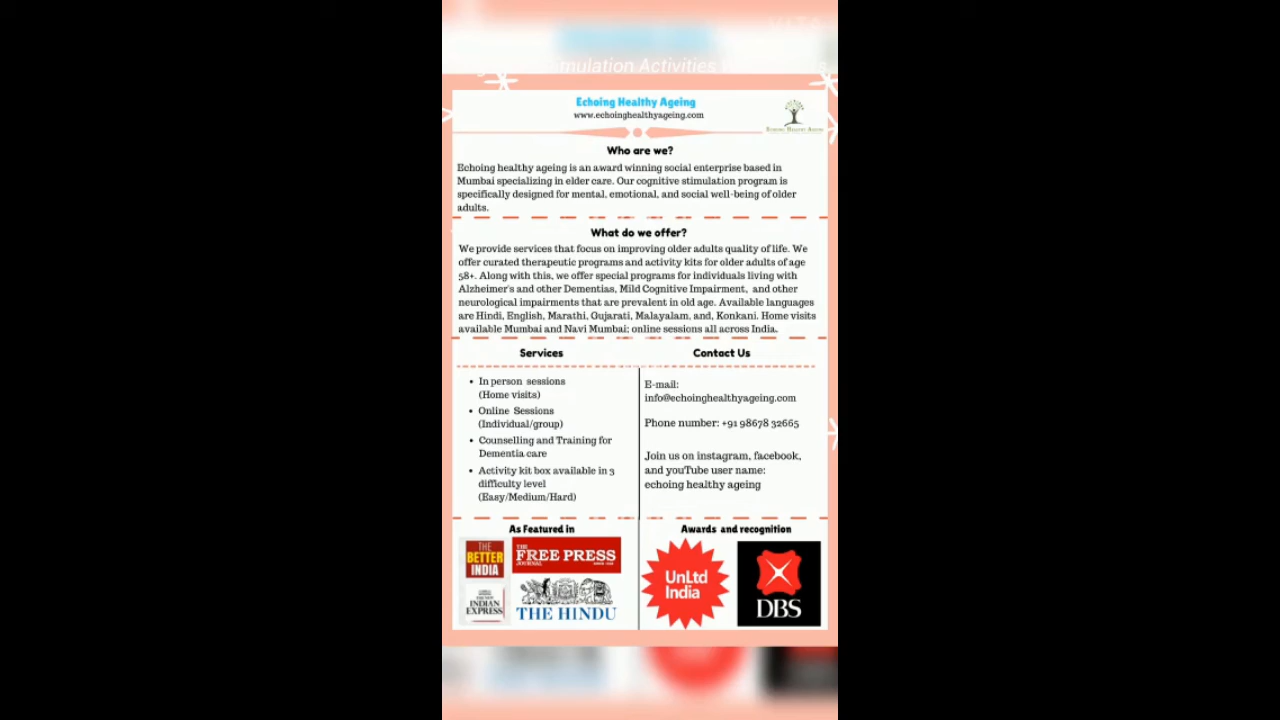 mulation Activities
Echoing Healthy Ageing
www.echoinghealthyageing.com
ECHOING HEALTHY AGEING
Who are we?
Echoing healthy ageing is an award winning social enterprise based in
Mumbai specializing in elder care. Our cognitive stimulation program is
specifically designed for mental, emotional, and social well-being of older
adults.
What do we offer?
We provide services that focus on improving older adults quality of life. We
offer curated therapeutic programs and activity kits for older adults of age
58+. Along with this, we offer special programs for individuals living with
Alzheimer's and other Dementias, Mild Cognitive Impairment, and other
neurological impairments that are prevalent in old age. Available languages
are Hindi, English, Marathi, Gujarati, Malayalam, and, Konkani. Home visits
available Mumbai and Navi Mumbai; online sessions all across India.
Services
• In person sessions
(Home visits)
• Online Sessions
(Individual/group)
• Counselling and Training for
Dementia care
• Activity kit box available in 3
difficulty level
(Easy/Medium/Hard)
Contact Us
E-mail:
info@echoinghealthyageing.com
Phone number: +91 98678 32665
Join us on instagram, facebook,
and youTube user name:
echoing healthy ageing
As Featured in
THE
BETTER
INDIA
THE
FREE PRESS
JOURNAL
INDIAN
EXPRESS
THE HINDU
Awards and recognition
UnLtd
India
DBS